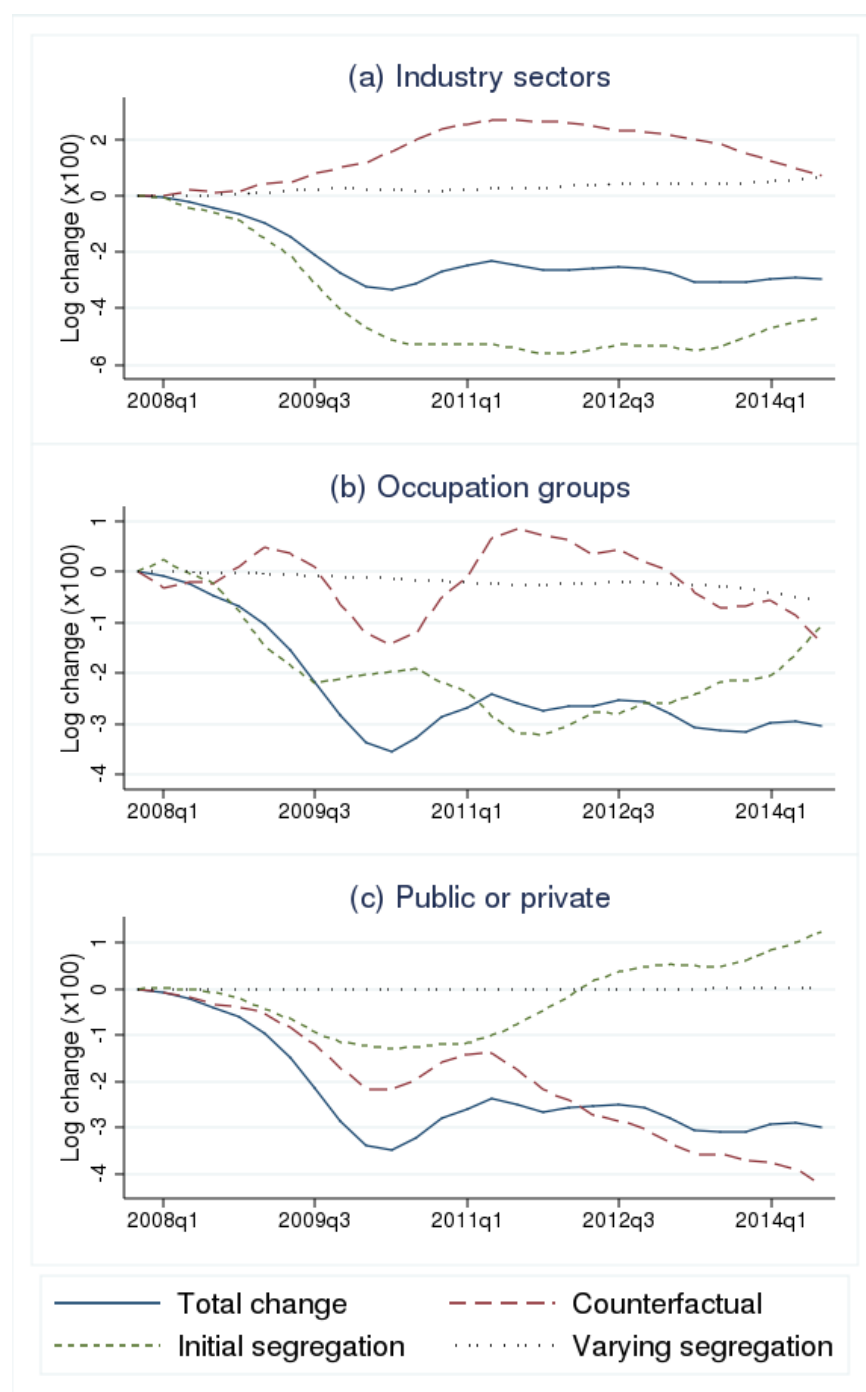 (a) Industry sectors
Log change (x100)
2
0
-2
-4
-6
2008q1 2009q3 2011q1 2012q3 2014q1
(b) Occupation groups
Log change (x100)
1
0
-1
-2
-3
-4
2008q1 2009q3 2011q1 2012q3 2014q1
(c) Public or private
Log change (x100)
1
0
-1
-2
-3
-4
2008q1 2009q3 2011q1 2012q3 2014q1
Total change Counterfactual
Initial segregation Varying segregation